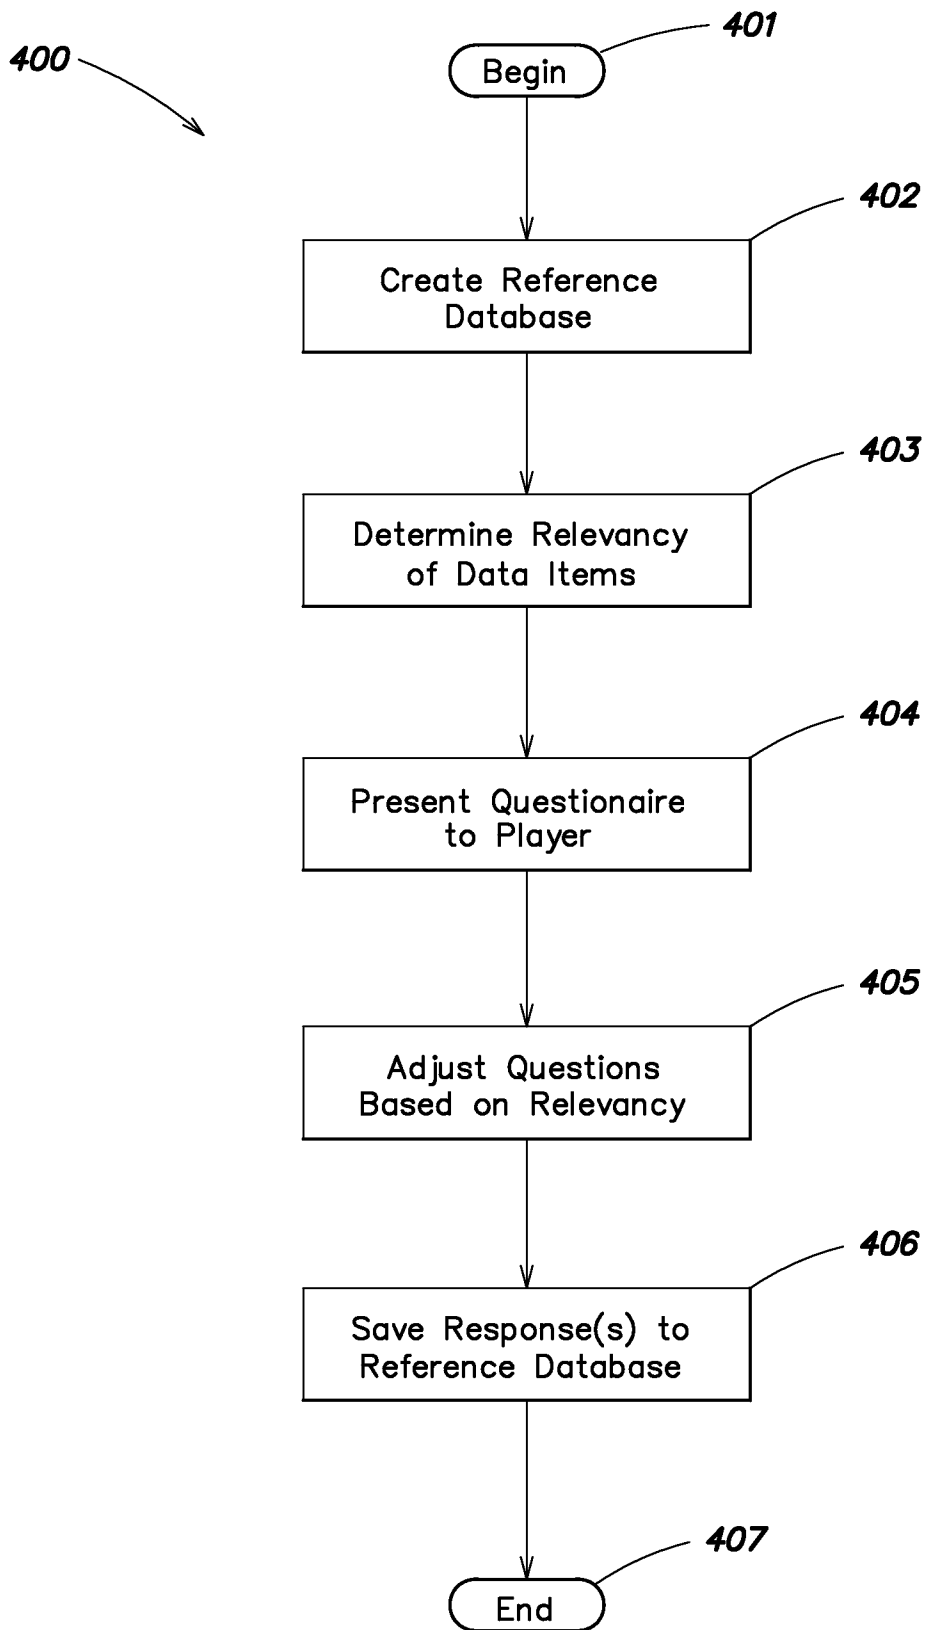 401
400
Begin
402
Create Reference
Database
403
Determine Relevancy
of Data Items
404
Present Questionaire
to Player
405
Adjust Questions
Based on Relevancy
406
Save Response(s) to
Reference Database
407
End